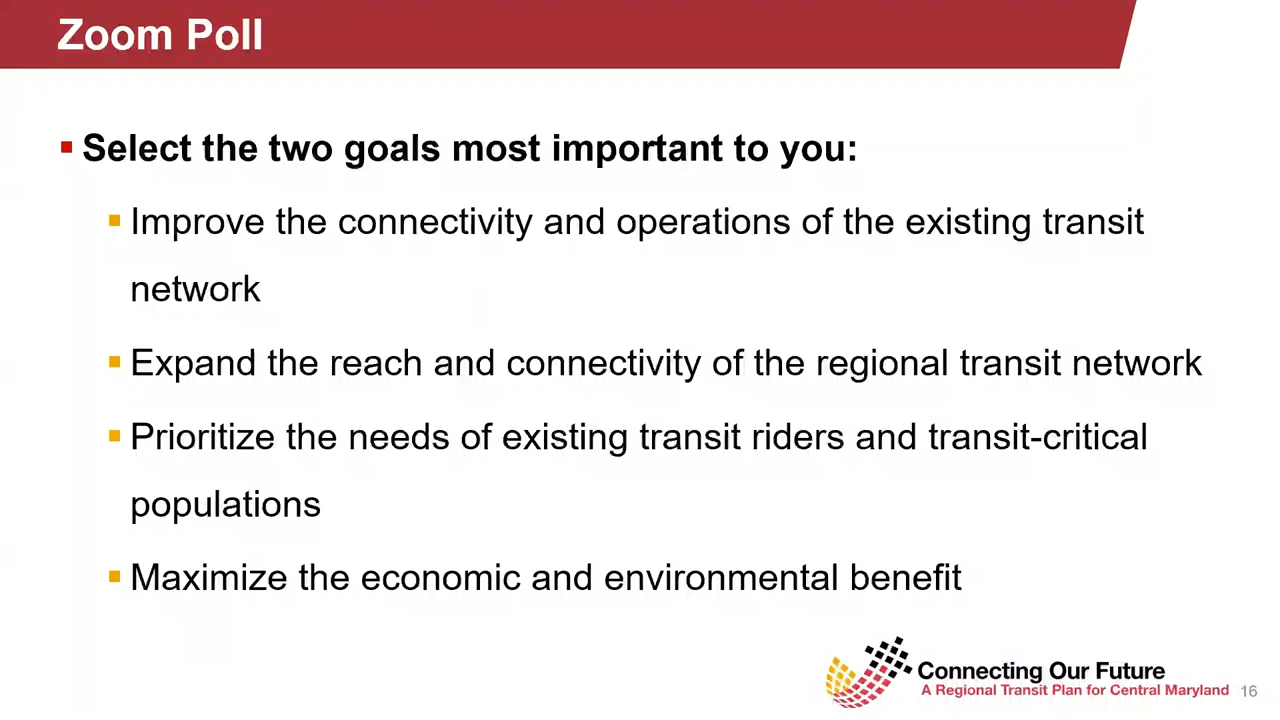 Zoom Poll
Select the two goals most important to you:
Improve the connectivity and operations of the existing transit
network
Expand the reach and connectivity of the regional transit network
Prioritize the needs of existing transit riders and transit-critical
populations
Maximize the economic and environmental benefit
Connecting Our Future
A Regional Transit Plan for Central Maryland
16